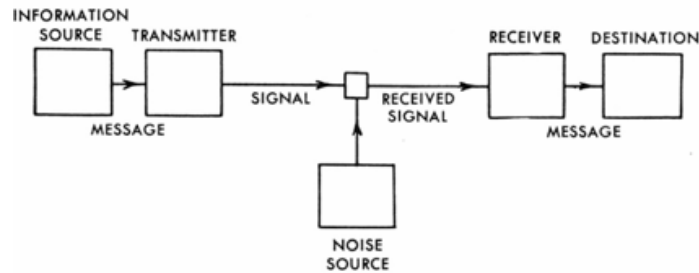 INFORMATION
SOURCE
TRANSMITTER
RECEIVER
DESTINATION
SIGNAL
RECEIVED
SIGNAL
MESSAGE
MESSAGE
NOISE
SOURCE